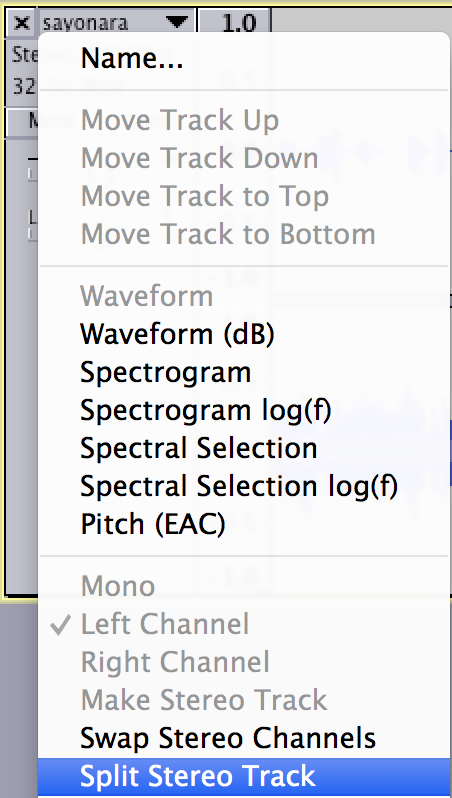 sayonara 1.0
Name...
Move Track Up
Move Track Down
Move Track to Top
Move Track to Bottom
Waveform
Waveform (dB)
Spectrogram
Spectrogram log(f)
Spectral Selection
Spectral Selection log(f)
Pitch (EAC)
Mono
Left Channel
Right Channel
Make Stereo Track
Swap Stereo Channels
Split Stereo Track